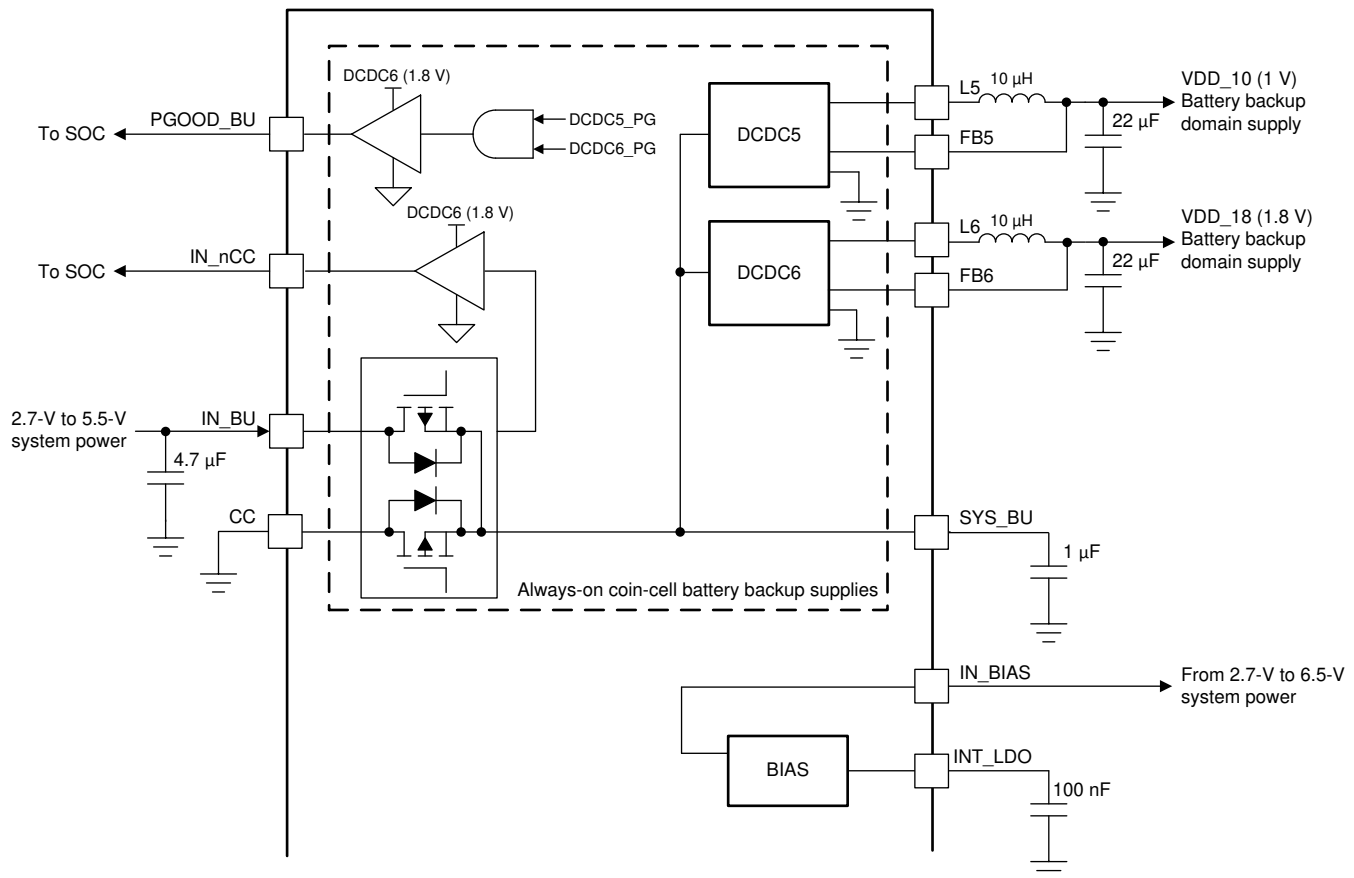 DCDC6 (1.8 V)
PGOOD_BU
To SOC
DCDC5_PG
DCDC6_PG
DCDC6 (1.8 V)
IN_nCC
To SOC
2.7-V to 5.5-V
system power
IN_BU
4.7 µF
CC
Always-on coin-cell battery backup supplies
DCDC5
L5
10 µH
VDD_10 (1 V)
Battery backup
domain supply
22 µF
FB5
DCDC6
L6
10 µH
VDD_18 (1.8 V)
Battery backup
domain supply
22 µF
FB6
SYS_BU
1 µF
IN_BIAS
From 2.7-V to 6.5-V
system power
BIAS
INT_LDO
100 nF